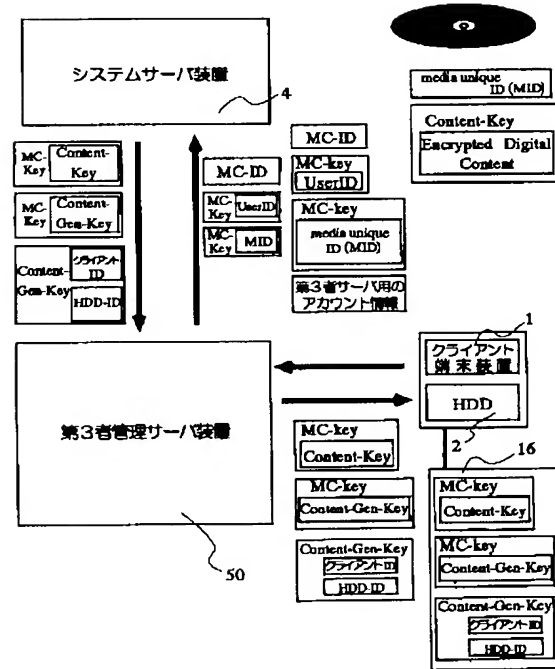 システムサーバ装置
4
media unique
ID (MID)
Content-Key
Encrypted Digital
Content
MC-
Key
Content-
Key
MC-
Key
Content-
Gen-Key
Content-
Gen-Key
クライアント
ID
HDD-ID
MC-ID
MC-
Key
UserID
MC-
Key
MID
MC-ID
MC-key
UserID
MC-key
media unique
ID (MID)
第3者サーバ用の
アカウント情報
1
クライアント
端末装置
HDD
2
16
第3者管理サーバ装置
50
MC-key
Content-Key
MC-key
Content-Gen-Key
Content-Gen-Key
クライアントID
HDD-ID
MC-key
Content-Key
MC-key
Content-Gen-Key
Content-Gen-Key
クライアントID
HDD-ID